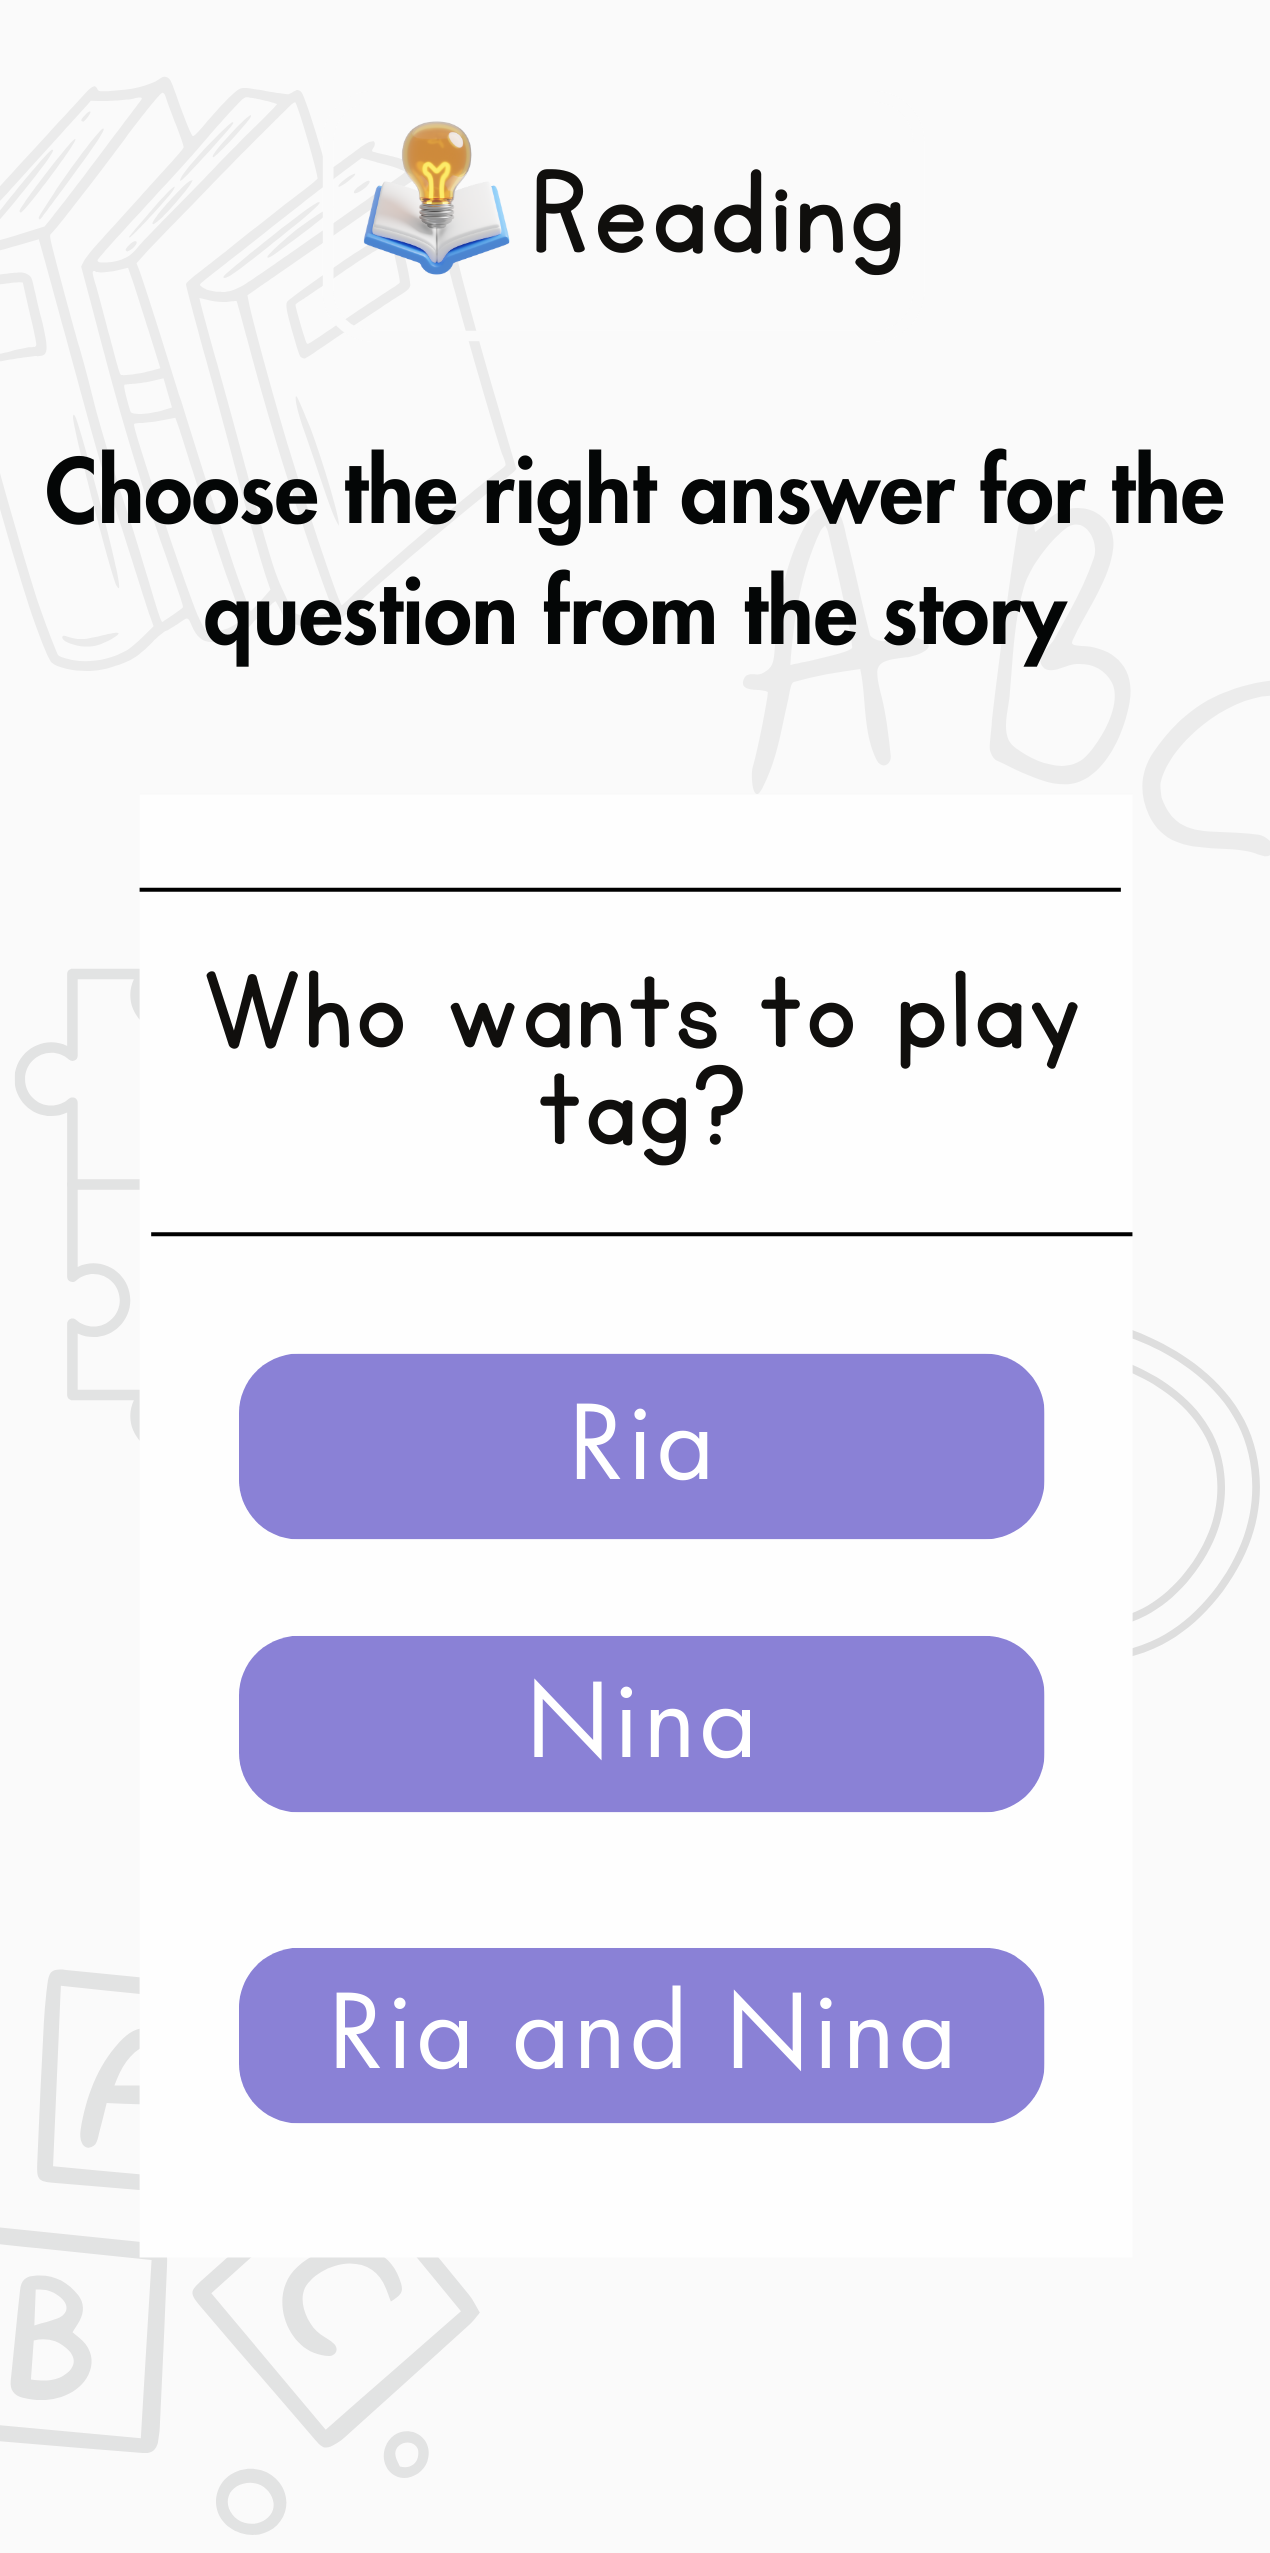 Reading
Choose the right answer for the
question from the story
A B C
Who wants to play
tag?
Ria
Nina
Ria and Nina
A
B C